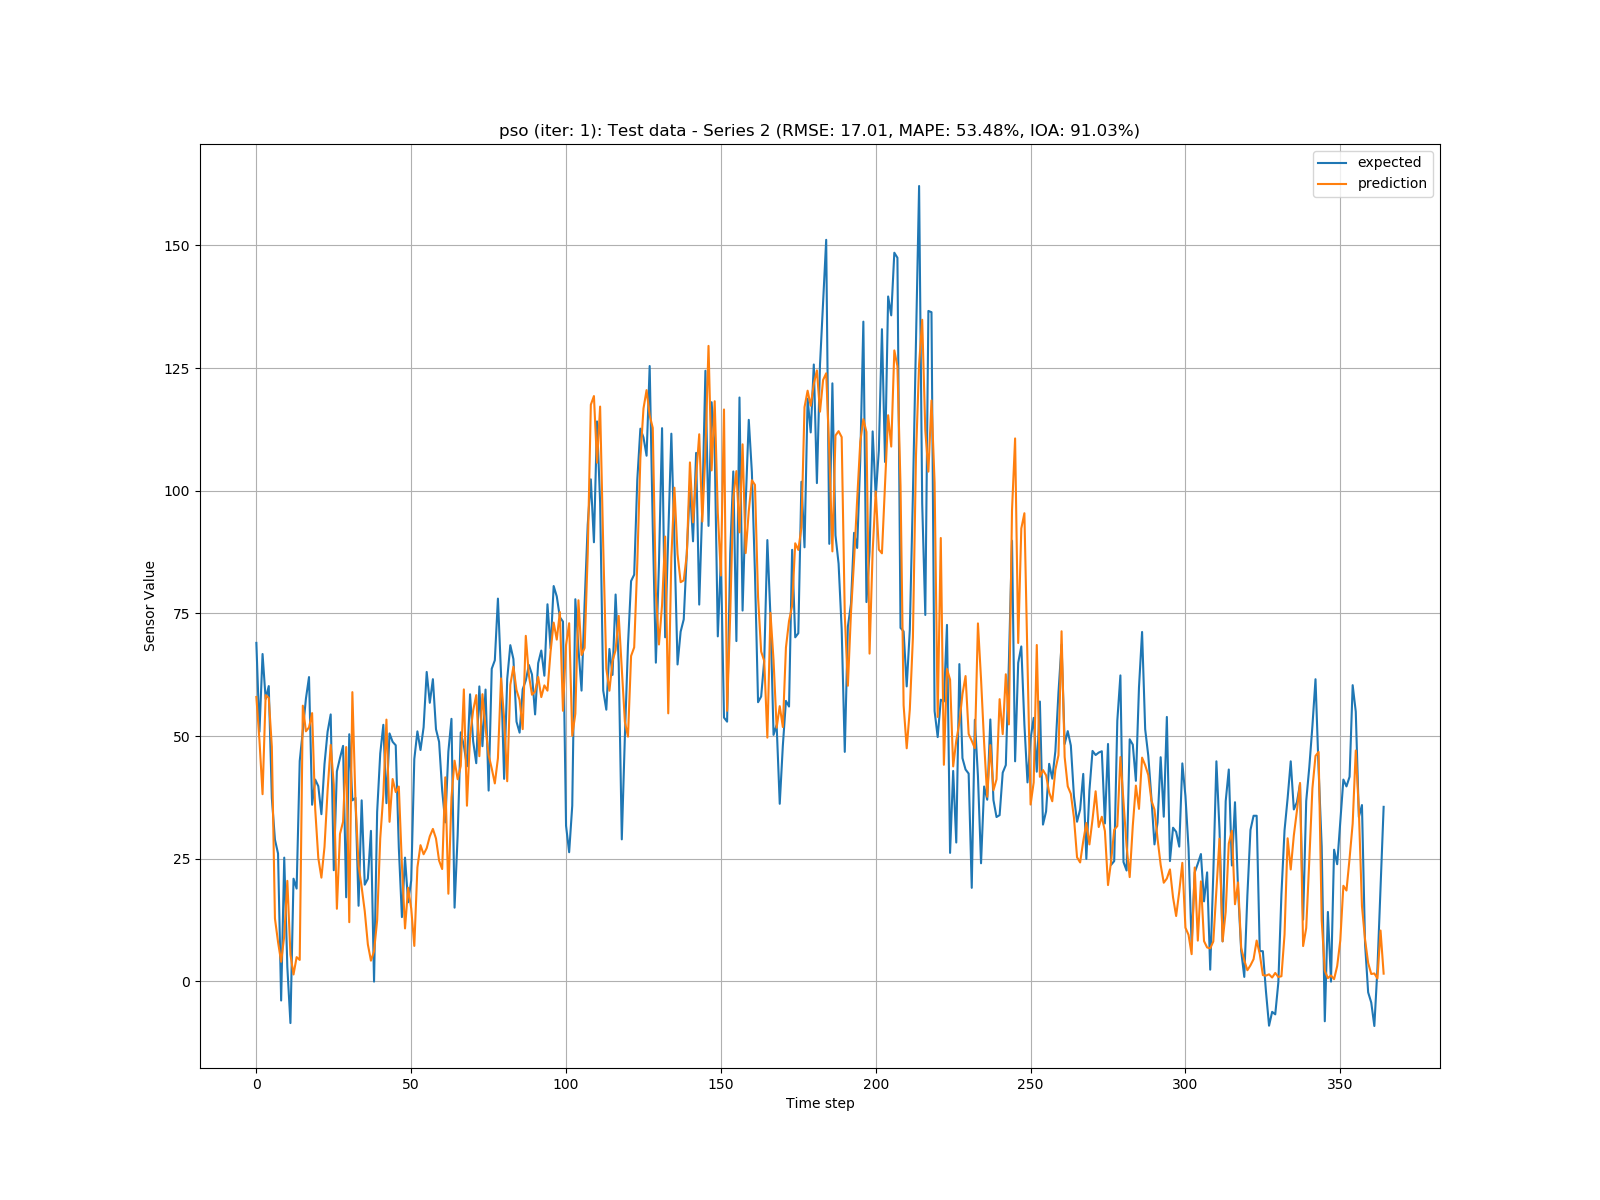 pso (iter: 1): Test data - Series 2 (RMSE: 17.01, MAPE: 53.48%, IOA: 91.03%)
expected
prediction
150
125
100
75
50
25
0
Sensor Value
0 50 100 150 200 250 300 350
Time step